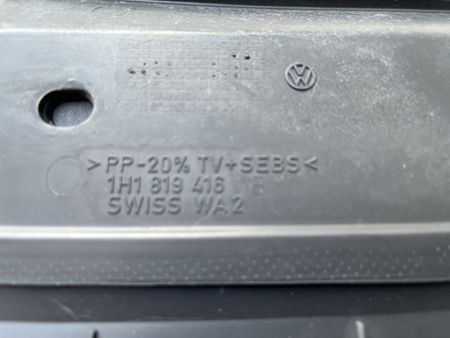 >PP-20% TV+SEBS<
1H1 819 416 B
SWISS WA2